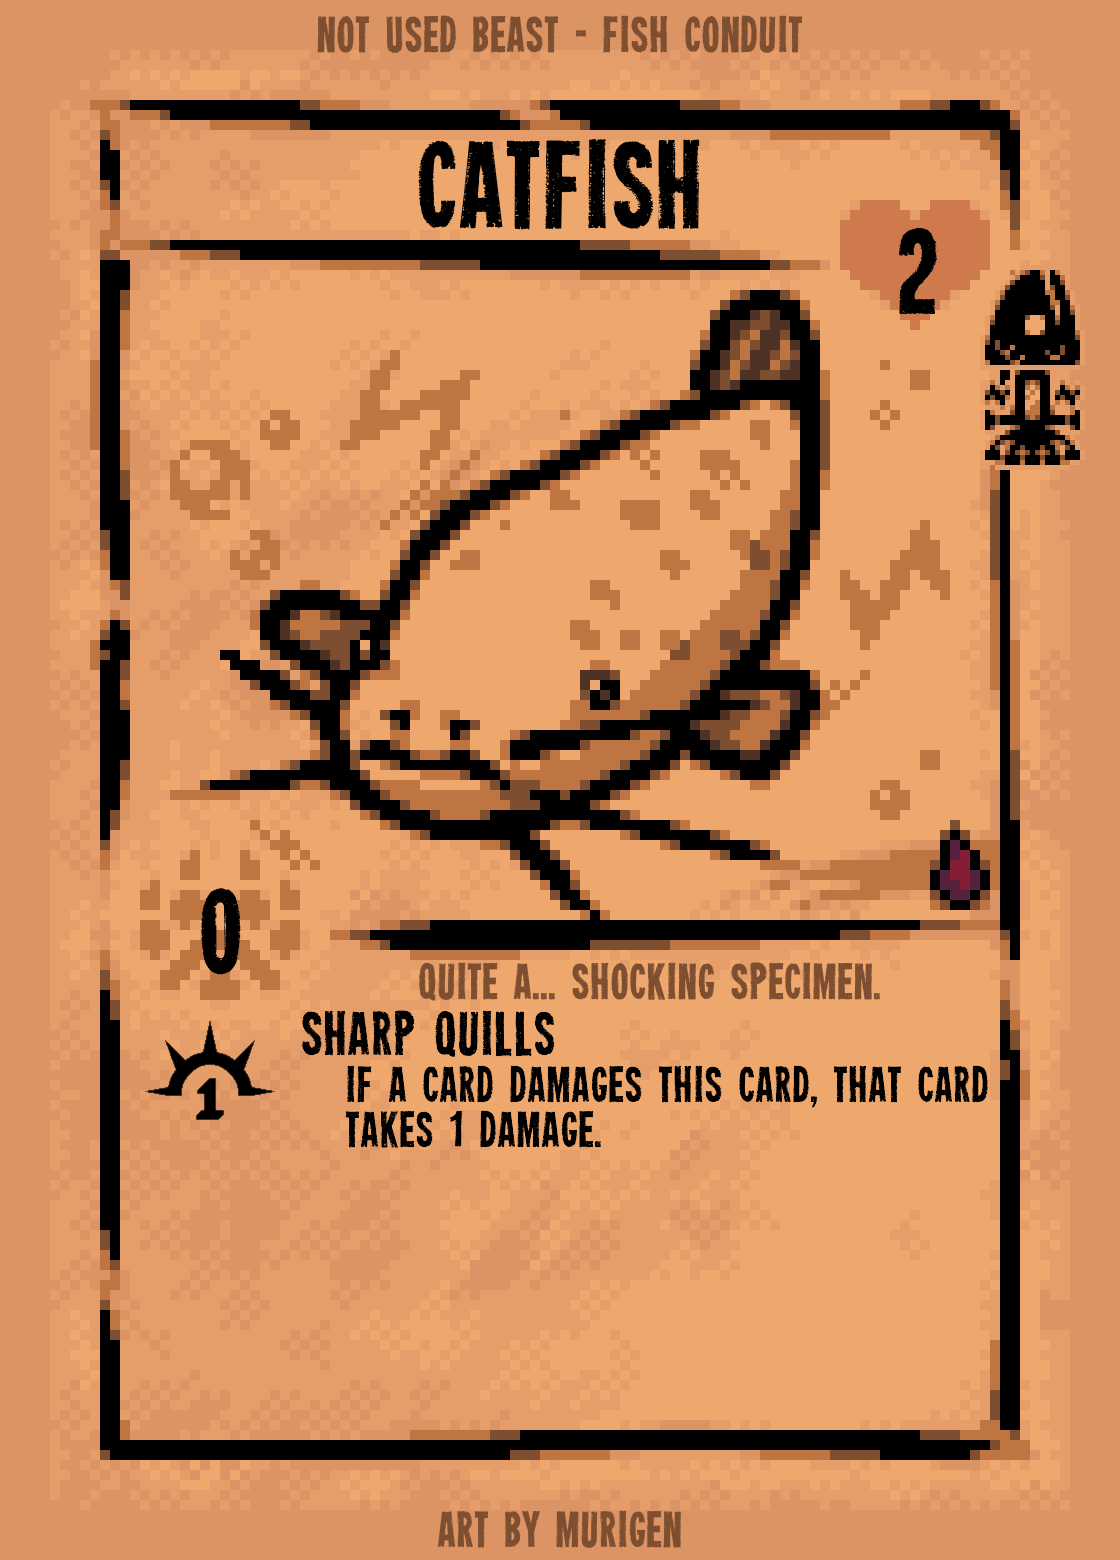 NOT USED BEAST - FISH CONDUIT
CATFISH
2
0
QUITE A... SHOCKING SPECIMEN.
SHARP QUILLS
1
IF A CARD DAMAGES THIS CARD, THAT CARD
TAKES 1 DAMAGE.
ART BY MURIGEN